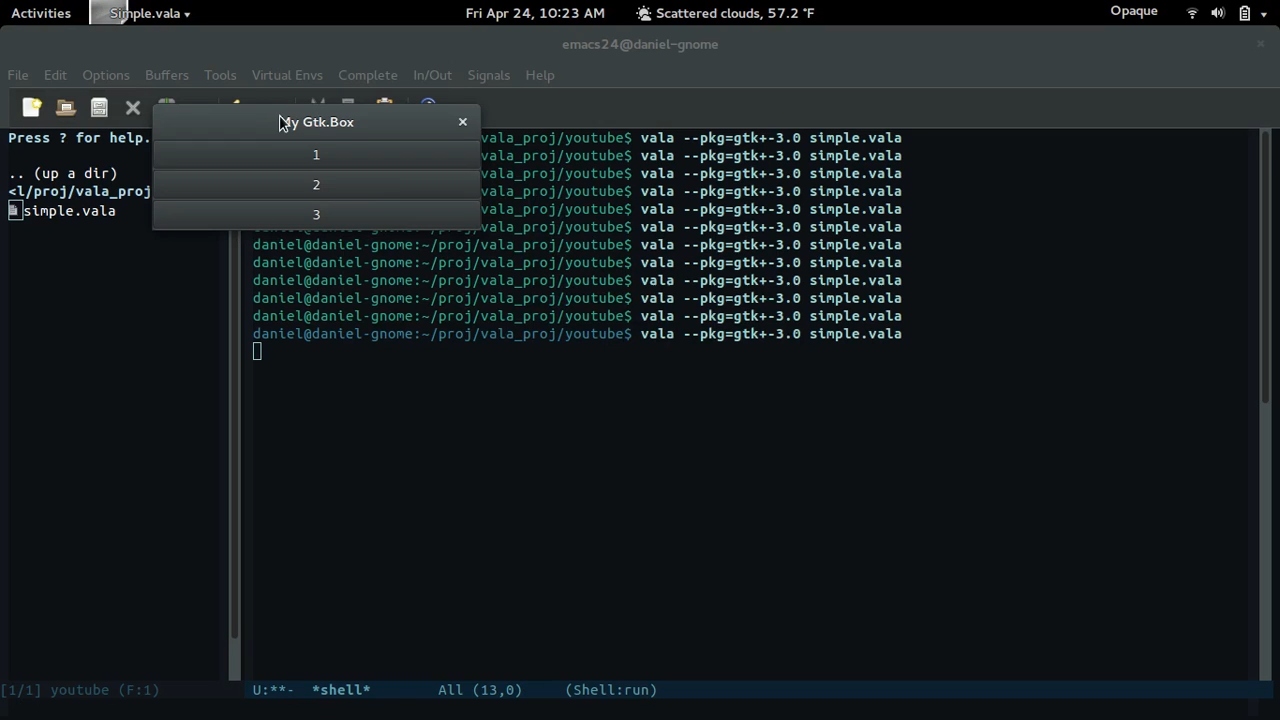 Activities Simple.vala Fri Apr 24, 10:23 AM Scattered clouds, 57.2 °F Opaque
emacs24@daniel-gnome
File Edit Options Buffers Tools Virtual Envs Complete In/Out Signals Help
My Gtk.Box
1
2
3
Press ? for help.
.. (up a dir)
<l/proj/vala_proj
simple.vala
vala_proj/youtube$ vala --pkg=gtk+-3.0 simple.vala
vala_proj/youtube$ vala --pkg=gtk+-3.0 simple.vala
vala_proj/youtube$ vala --pkg=gtk+-3.0 simple.vala
vala_proj/youtube$ vala --pkg=gtk+-3.0 simple.vala
vala_proj/youtube$ vala --pkg=gtk+-3.0 simple.vala
daniel@daniel-gnome:~/proj/vala_proj/youtube$ vala --pkg=gtk+-3.0 simple.vala
daniel@daniel-gnome:~/proj/vala_proj/youtube$ vala --pkg=gtk+-3.0 simple.vala
daniel@daniel-gnome:~/proj/vala_proj/youtube$ vala --pkg=gtk+-3.0 simple.vala
daniel@daniel-gnome:~/proj/vala_proj/youtube$ vala --pkg=gtk+-3.0 simple.vala
daniel@daniel-gnome:~/proj/vala_proj/youtube$ vala --pkg=gtk+-3.0 simple.vala
daniel@daniel-gnome:~/proj/vala_proj/youtube$ vala --pkg=gtk+-3.0 simple.vala
daniel@daniel-gnome:~/proj/vala_proj/youtube$ vala --pkg=gtk+-3.0 simple.vala
[1/1] youtube (F:1) U:**- *shell* All (13,0) (Shell:run)